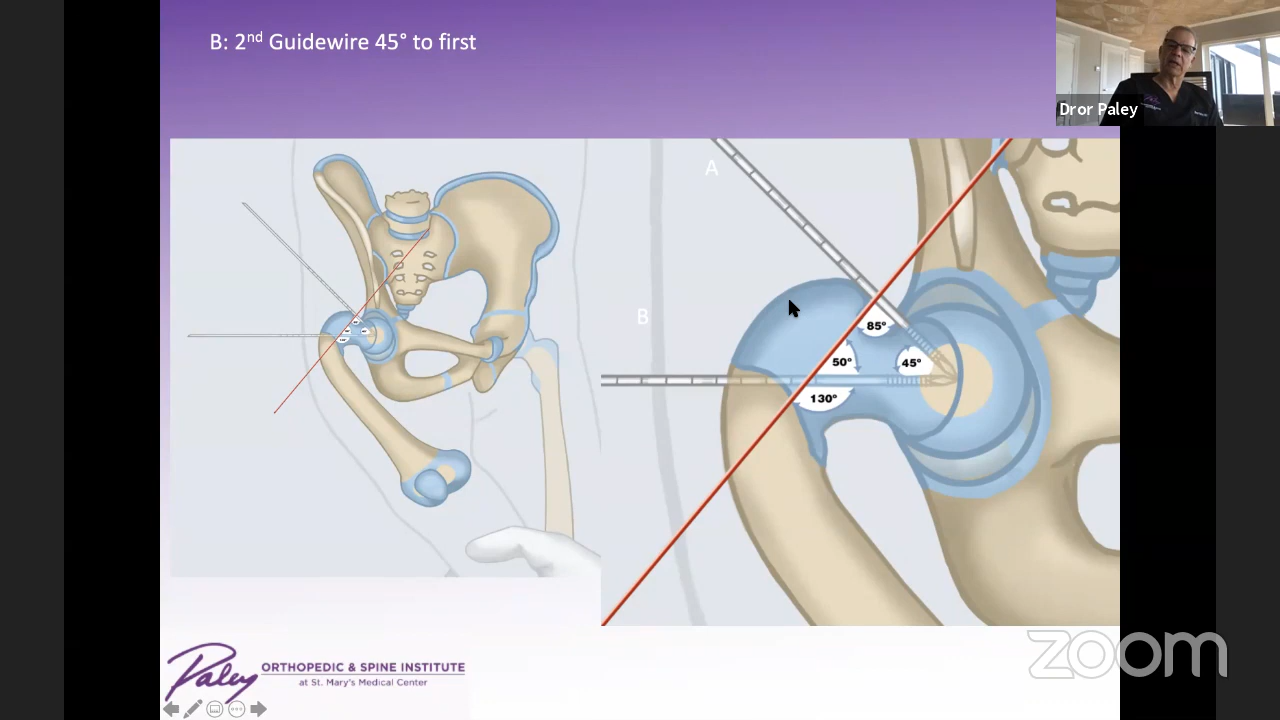 B: 2nd Guidewire 45° to first
Dror Paley
A
B
85°
50°
45°
130°
Paley
ORTHOPEDIC & SPINE INSTITUTE
at St. Mary's Medical Center
zoom